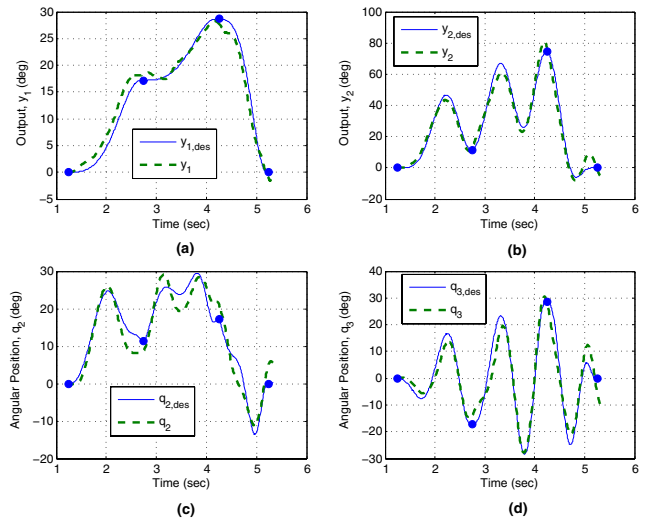 30
25
20
15
10
5
0
−5
1 2 3 4 5 6
Output, y1 (deg)
Time (sec)
y1,des
y1
(a)
100
80
60
40
20
0
−20
1 2 3 4 5 6
Output, y2 (deg)
Time (sec)
y2,des
y2
(b)
30
20
10
0
−10
−20
1 2 3 4 5 6
Angular Position, q2 (deg)
Time (sec)
q2,des
q2
(c)
40
30
20
10
0
−10
−20
−30
1 2 3 4 5 6
Angular Position, q3 (deg)
Time (sec)
q3,des
q3
(d)